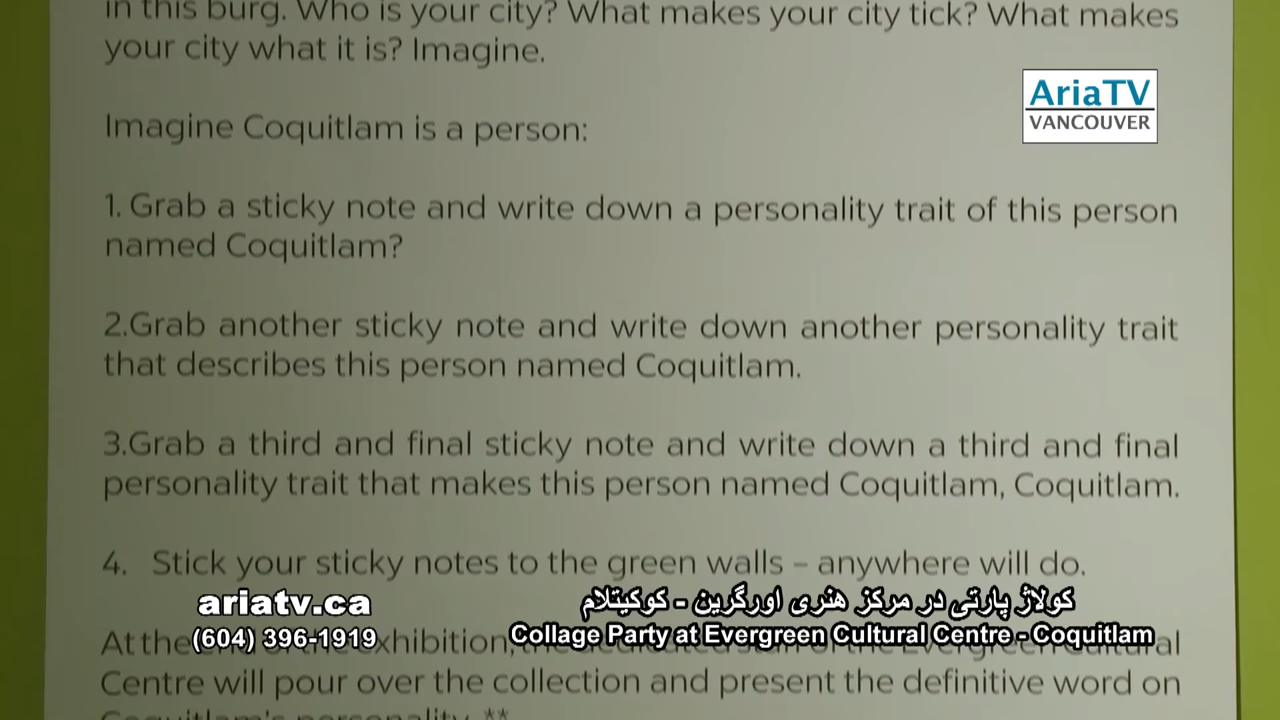 in this burg. Who is your city? What makes your city tick? What makes
your city what it is? Imagine.
AriaTV
VANCOUVER
Imagine Coquitlam is a person:
1. Grab a sticky note and write down a personality trait of this person
named Coquitlam?
2.Grab another sticky note and write down another personality trait
that describes this person named Coquitlam.
3.Grab a third and final sticky note and write down a third and final
personality trait that makes this person named Coquitlam, Coquitlam.
4. Stick your sticky notes to the green walls – anywhere will do.
ariatv.ca
کولاژ پارتی در مرکز هنری اورگرین - کوکیتلام
(604) 396-1919
Collage Party at Evergreen Cultural Centre - Coquitlam
At the
Centre will pour over the collection and present the definitive word on
Coquitlam's personality. **